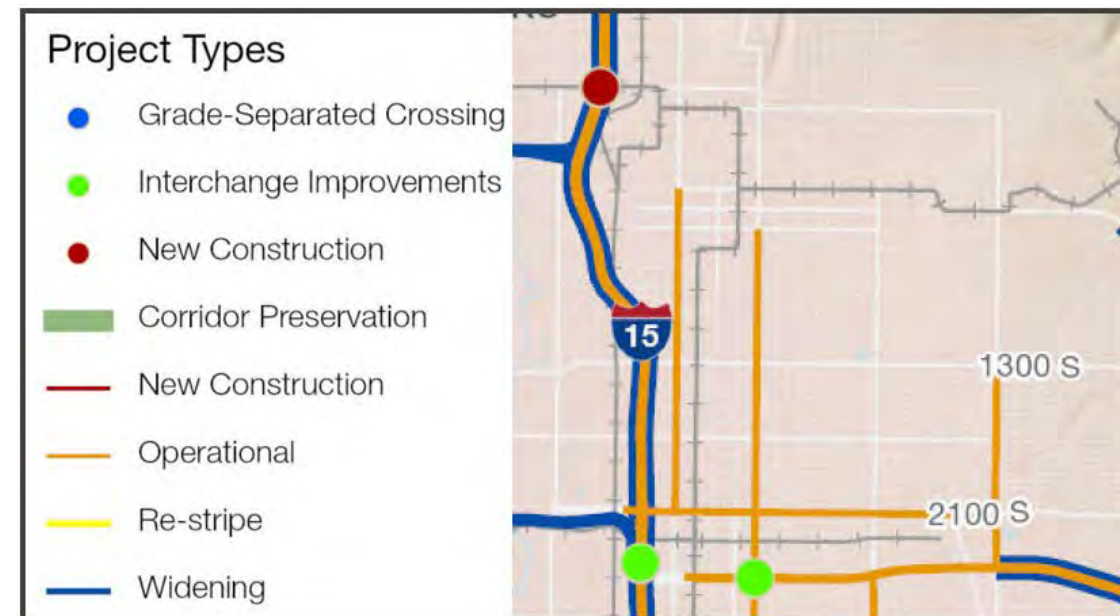 Project Types
Grade-Separated Crossing
Interchange Improvements
New Construction
Corridor Preservation
New Construction
Operational
Re-stripe
Widening
15
1300 S
2100 S